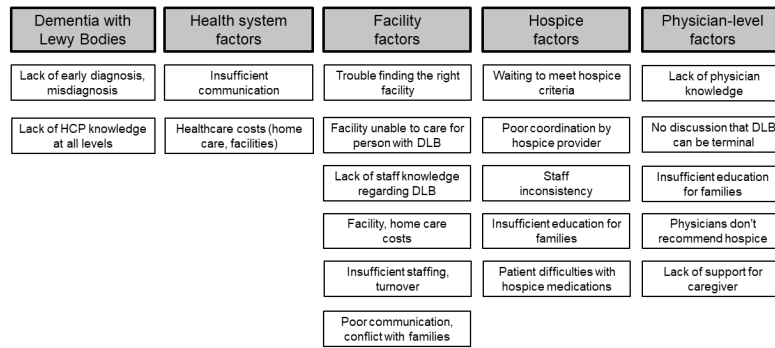 Dementia with
Lewy Bodies
Lack of early diagnosis,
misdiagnosis
Lack of HCP knowledge
at all levels
Health system
factors
Insufficient
communication
Healthcare costs (home
care, facilities)
Facility
factors
Trouble finding the right
facility
Facility unable to care for
person with DLB
Lack of staff knowledge
regarding DLB
Facility, home care
costs
Insufficient staffing,
turnover
Poor communication,
conflict with families
Hospice
factors
Waiting to meet hospice
criteria
Poor coordination by
hospice provider
Staff
inconsistency
Insufficient education for
families
Patient difficulties with
hospice medications
Physician-level
factors
Lack of physician
knowledge
No discussion that DLB
can be terminal
Insufficient education
for families
Physicians don't
recommend hospice
Lack of support for
caregiver